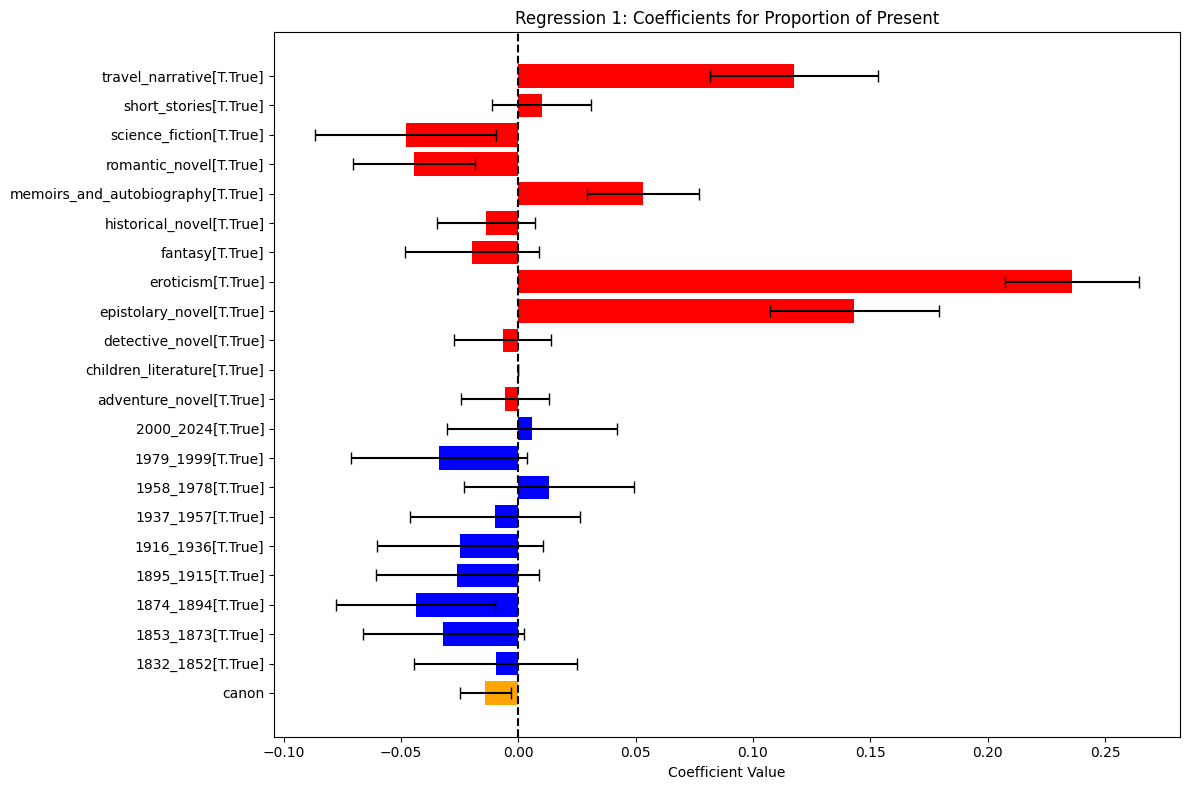 Regression 1: Coefficients for Proportion of Present
travel_narrative[T.True]
short_stories[T.True]
science_fiction[T.True]
romantic_novel[T.True]
memoirs_and_autobiography[T.True]
historical_novel[T.True]
fantasy[T.True]
eroticism[T.True]
epistolary_novel[T.True]
detective_novel[T.True]
children_literature[T.True]
adventure_novel[T.True]
2000_2024[T.True]
1979_1999[T.True]
1958_1978[T.True]
1937_1957[T.True]
1916_1936[T.True]
1895_1915[T.True]
1874_1894[T.True]
1853_1873[T.True]
1832_1852[T.True]
canon
−0.10 −0.05 0.00 0.05 0.10 0.15 0.20 0.25
Coefficient Value